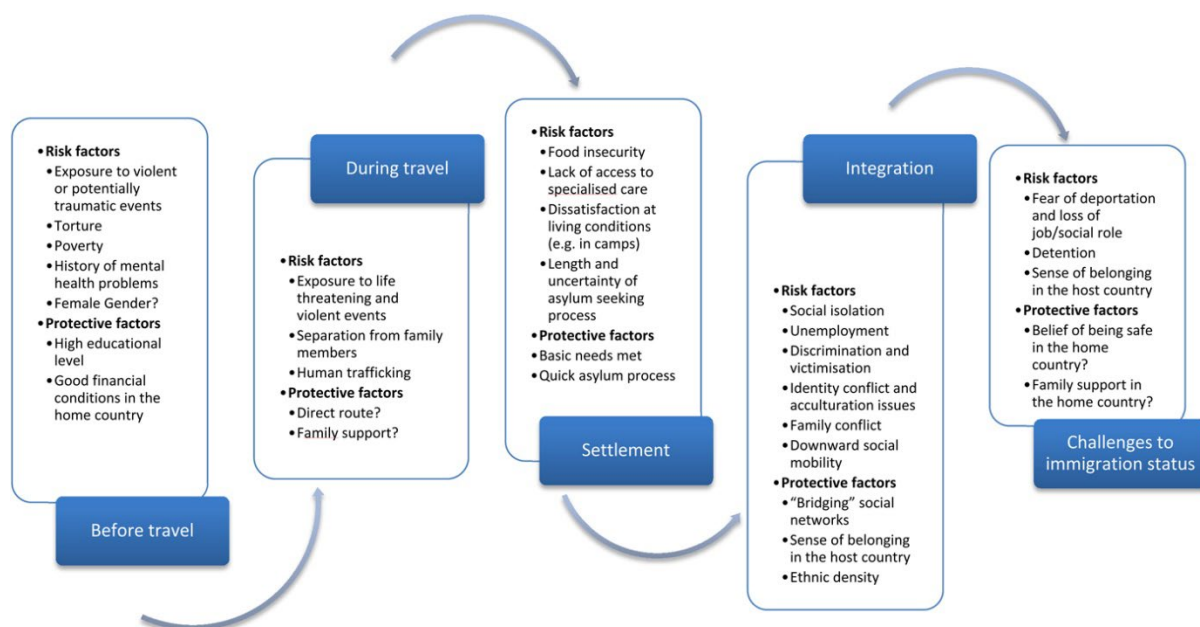 •Risk factors
•Exposure to violent
or potentially
traumatic events
•Torture
•Poverty
•History of mental
health problems
•Female Gender?
•Protective factors
•High educational
level
•Good financial
conditions in the
home country
Before travel
During travel
•Risk factors
•Exposure to life
threatening and
violent events
•Separation from family
members
•Human trafficking
•Protective factors
•Direct route?
•Family support?
•Risk factors
•Food insecurity
•Lack of access to
specialised care
•Dissatisfaction at
living conditions
(e.g. in camps)
•Length and
uncertainty of
asylum seeking
process
•Protective factors
•Basic needs met
•Quick asylum process
Settlement
Integration
•Risk factors
•Social isolation
•Unemployment
•Discrimination and
victimisation
•Identity conflict and
acculturation issues
•Family conflict
•Downward social
mobility
•Protective factors
•"Bridging" social
networks
•Sense of belonging
in the host country
•Ethnic density
•Risk factors
•Fear of deportation
and loss of
job/social role
•Detention
•Sense of belonging
in the host country
•Protective factors
•Belief of being safe
in the home
country?
•Family support in
the home country?
Challenges to
immigration status